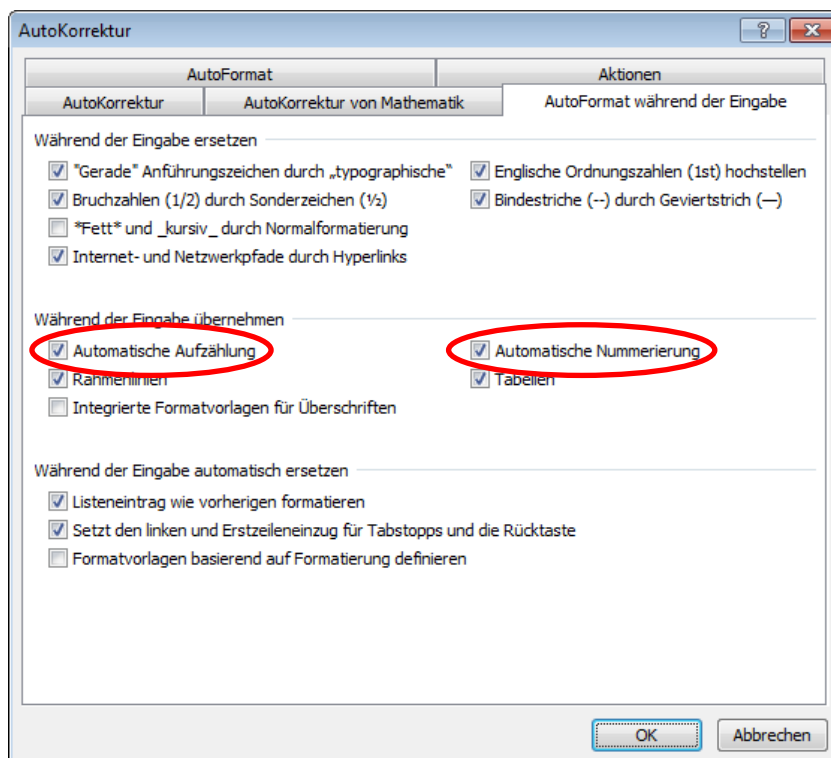 AutoKorrektur
AutoFormat Aktionen
AutoKorrektur AutoKorrektur von Mathematik AutoFormat während der Eingabe
Während der Eingabe ersetzen
"Gerade" Anführungszeichen durch „typographische“ Englische Ordnungszahlen (1st) hochstellen
Bruchzahlen (1/2) durch Sonderzeichen (½) Bindestriche (--) durch Geviertstrich (—)
*Fett* und _kursiv_ durch Normalformatierung
Internet- und Netzwerkpfade durch Hyperlinks
Während der Eingabe übernehmen
Automatische Aufzählung Automatische Nummerierung
Rahmenlinien Tabellen
Integrierte Formatvorlagen für Überschriften
Während der Eingabe automatisch ersetzen
Listeneintrag wie vorherigen formatieren
Setzt den linken und Erstzeileneinzug für Tabstopps und die Rücktaste
Formatvorlagen basierend auf Formatierung definieren
OK Abbrechen